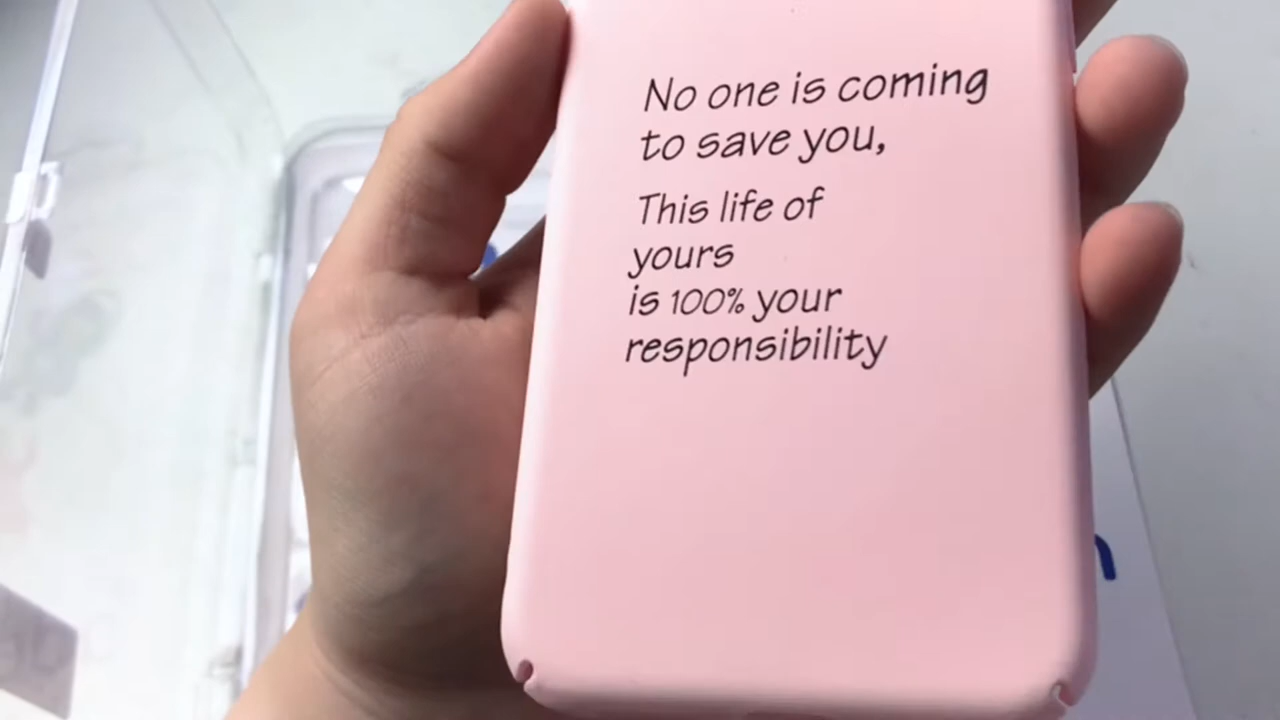 No one is coming
to save you,
This life of
yours
is 100% your
responsibility